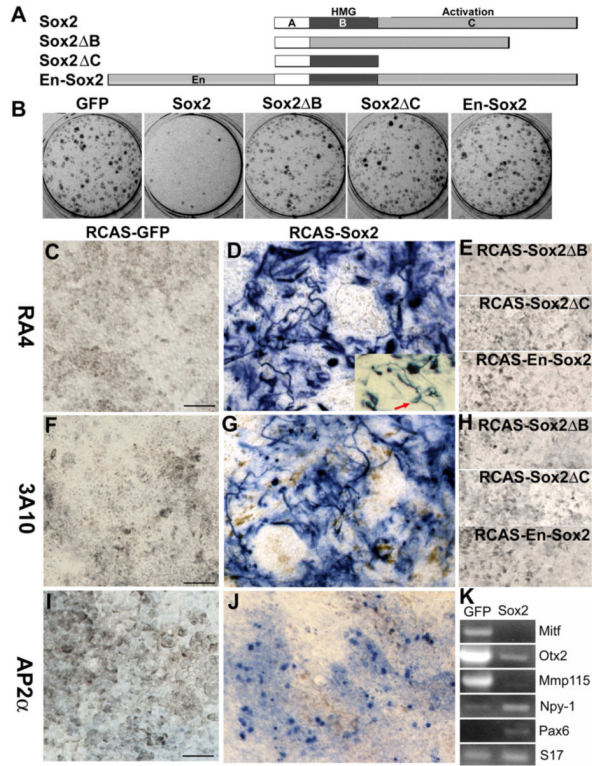 A
HMG Activation
Sox2 A B C
Sox2ΔB
Sox2ΔC
En-Sox2 En
B
GFP Sox2 Sox2ΔB Sox2ΔC En-Sox2
RCAS-GFP RCAS-Sox2
C D E
RA4
RCAS-Sox2ΔB
RCAS-Sox2ΔC
RCAS-En-Sox2
F G H
3A10
RCAS-Sox2ΔB
RCAS-Sox2ΔC
RCAS-En-Sox2
I J K
AP2α
GFP Sox2
Mitf
Otx2
Mmp115
Npy-1
Pax6
S17